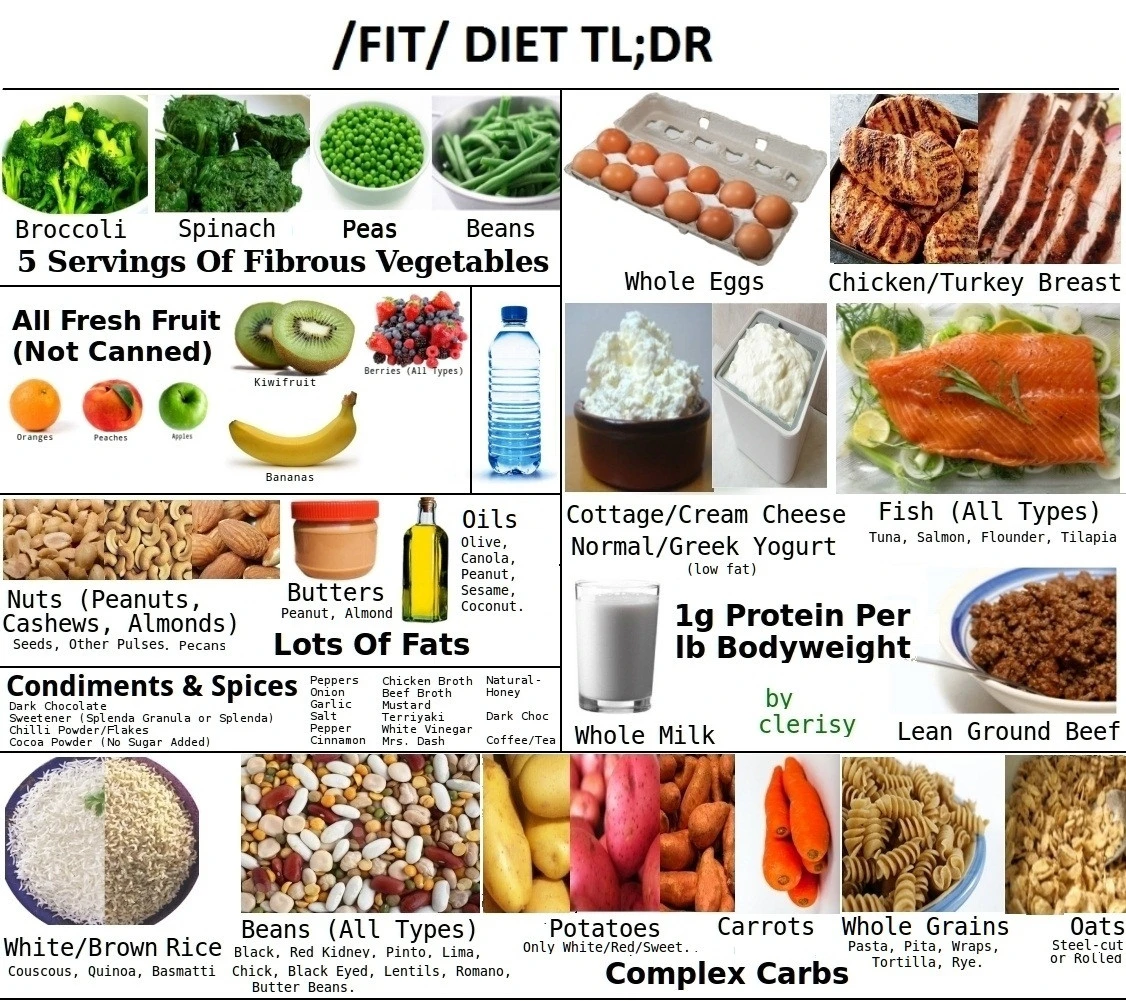 /FIT/ DIET TL;DR
Broccoli
Spinach
Peas
Beans
5 Servings Of Fibrous Vegetables
All Fresh Fruit
(Not Canned)
Kiwifruit
Berries (All Types)
Oranges
Peaches
Apples
Bananas
Nuts (Peanuts,
Cashews, Almonds)
Seeds, Other Pulses. Pecans
Butters
Peanut, Almond
Oils
Olive,
Canola,
Peanut,
Sesame,
Coconut.
Lots Of Fats
Condiments & Spices
Dark Chocolate
Sweetener (Splenda Granula or Splenda)
Chilli Powder/Flakes
Cocoa Powder (No Sugar Added)
Peppers
Onion
Garlic
Salt
Pepper
Cinnamon
Chicken Broth
Beef Broth
Mustard
Terriyaki
White Vinegar
Mrs. Dash
Natural-
Honey
Dark Choc
Coffee/Tea
Whole Eggs
Chicken/Turkey Breast
Cottage/Cream Cheese
Normal/Greek Yogurt
(low fat)
Fish (All Types)
Tuna, Salmon, Flounder, Tilapia
1g Protein Per
lb Bodyweight
by
clerisy
Whole Milk
Lean Ground Beef
White/Brown Rice
Couscous, Quinoa, Basmatti
Beans (All Types)
Black, Red Kidney, Pinto, Lima,
Chick, Black Eyed, Lentils, Romano,
Butter Beans.
Potatoes
Only White/Red/Sweet..
Carrots
Whole Grains
Pasta, Pita, Wraps,
Tortilla, Rye.
Oats
Steel-cut
or Rolled
Complex Carbs